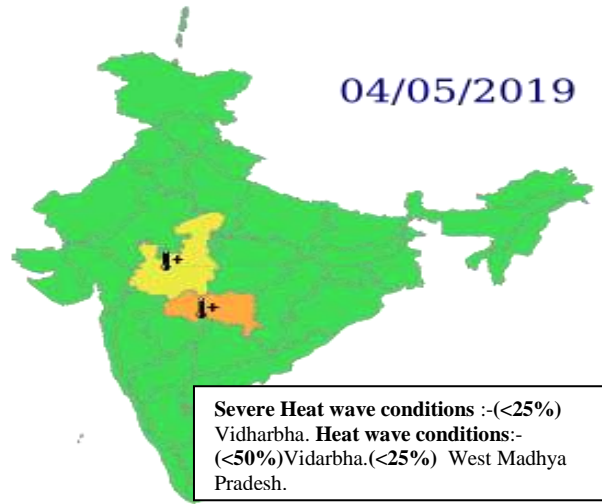 04/05/2019
Severe Heat wave conditions :-(<25%)
Vidharbha. Heat wave conditions:-
(<50%)Vidarbha.(<25%) West Madhya
Pradesh.